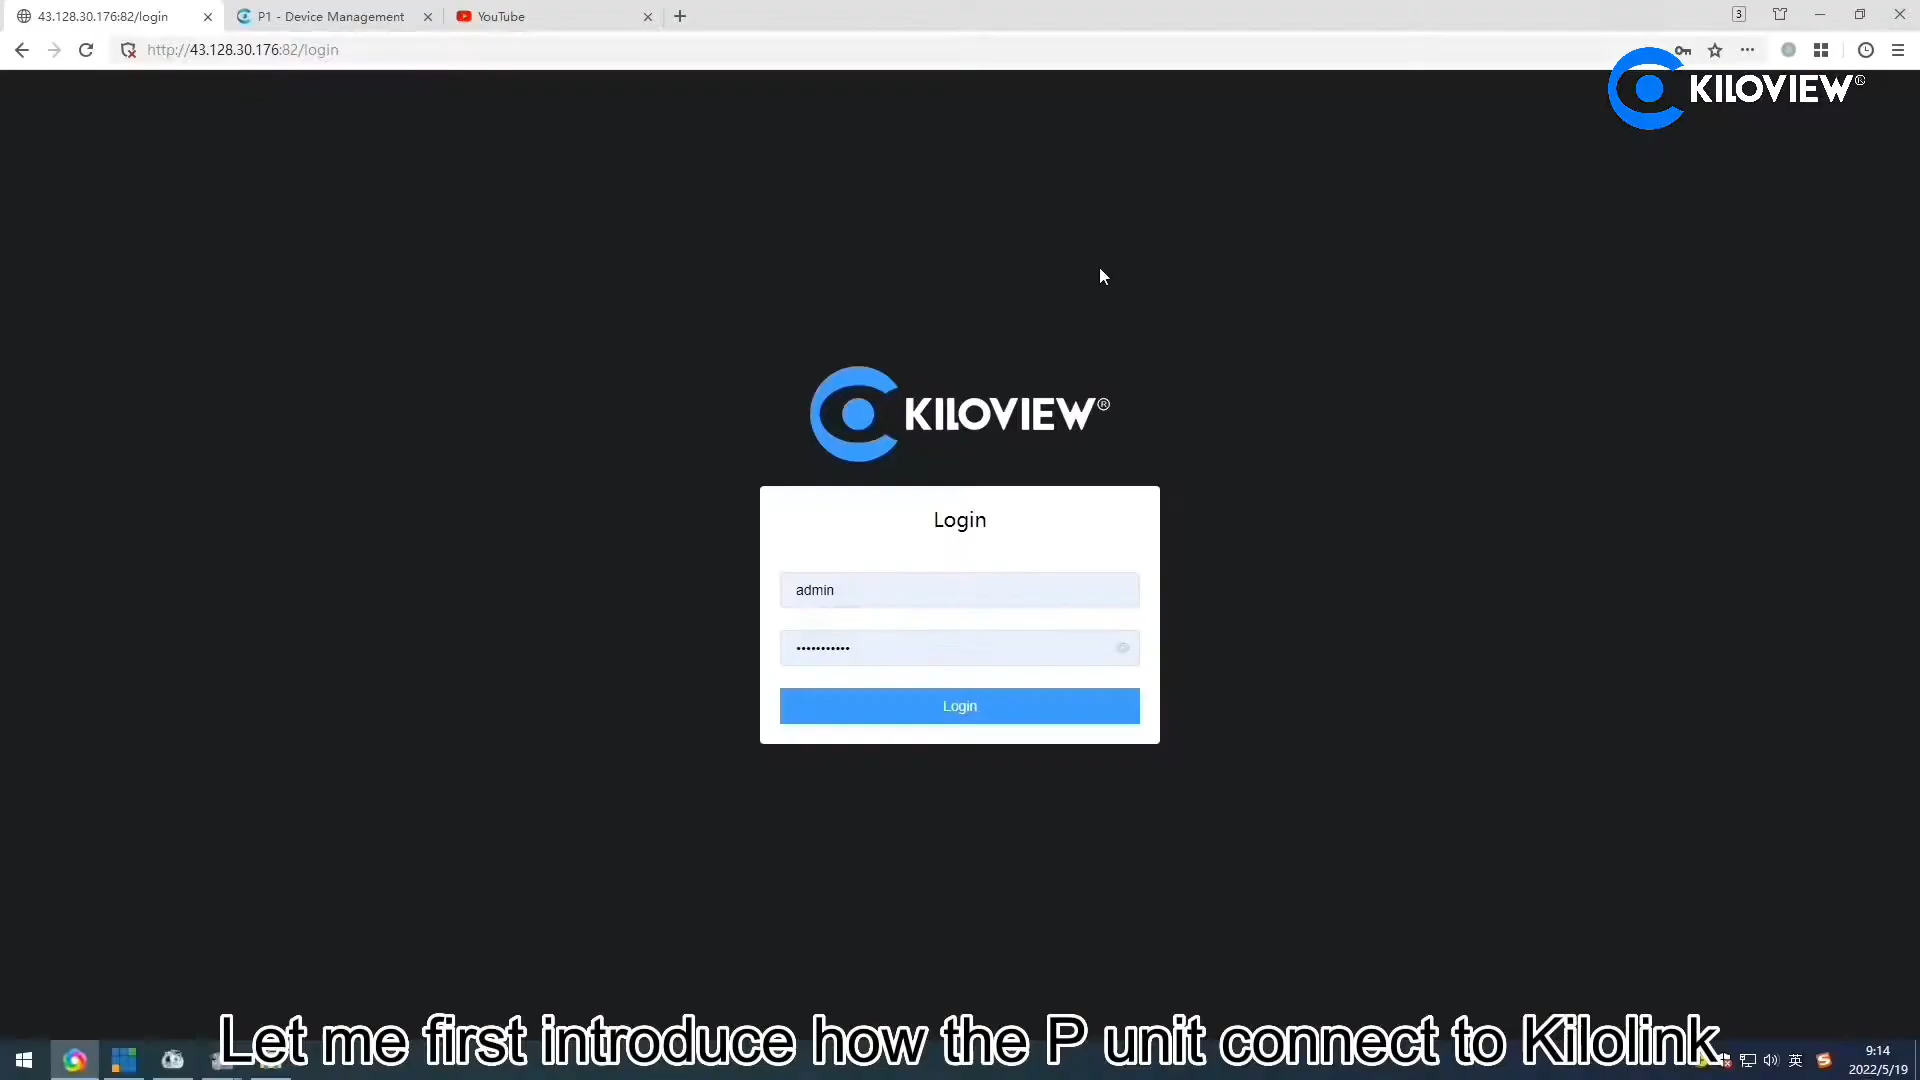 43.128.30.176:82/login
P1 - Device Management
YouTube
3
http://43.128.30.176:82/login
KILOVIEW®
KILOVIEW®
Login
admin
•••••••••••
Login
Let me first introduce how the P unit connect to Kilolink
英
9:14
2022/5/19